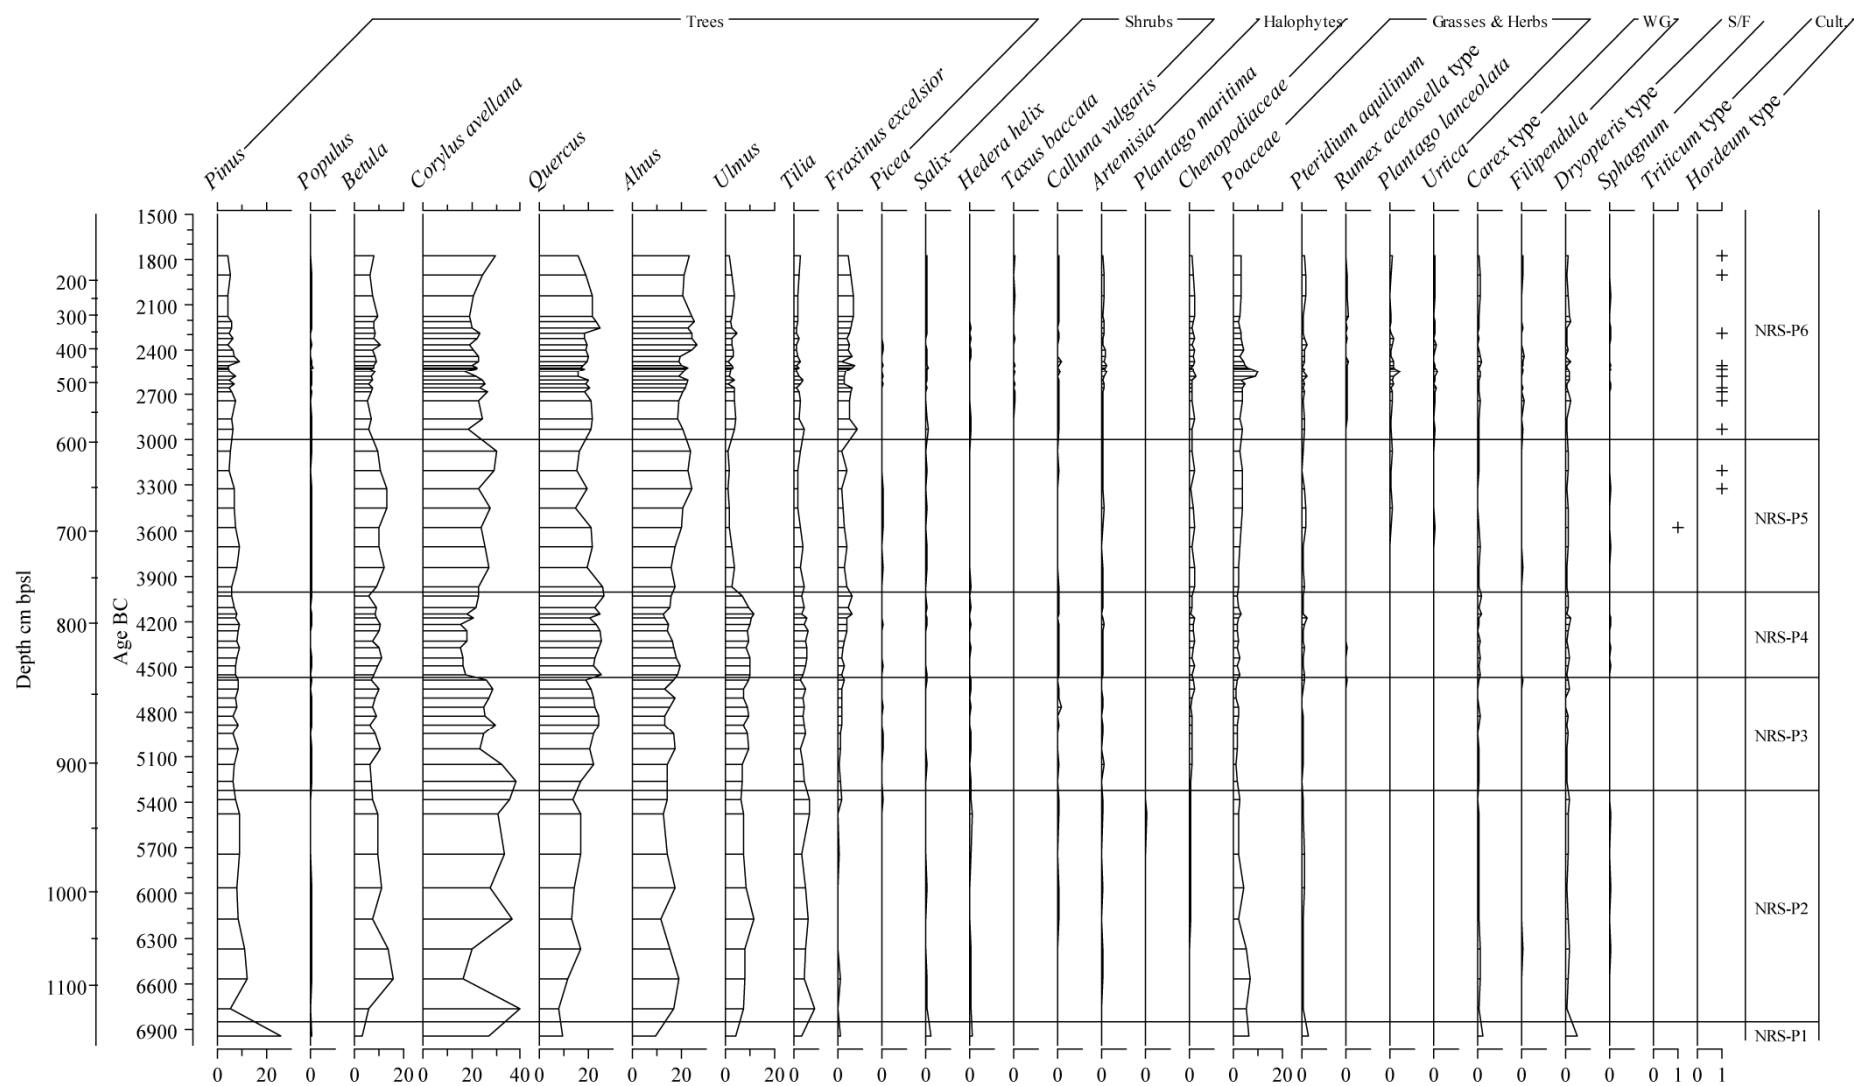 Trees Shrubs Halophytes Grasses & Herbs WG S/F Cult.
Pinus
Populus
Betula
Corylus avellana
Quercus
Alnus
Ulmus
Tilia
Fraxinus excelsior
Picea
Salix
Hedera helix
Taxus baccata
Calluna vulgaris
Artemisia
Plantago maritima
Chenopodiaceae
Poaceae
Pteridium aquilinum
Rumex acetosella type
Plantago lanceolata
Urtica
Carex type
Filipendula
Dryopteris type
Sphagnum
Triticum type
Hordeum type
Depth cm bpsl
200
300
400
500
600
700
800
900
1000
1100
Age BC
1500
1800
2100
2400
2700
3000
3300
3600
3900
4200
4500
4800
5100
5400
5700
6000
6300
6600
6900
NRS-P6
NRS-P5
NRS-P4
NRS-P3
NRS-P2
NRS-P1
0 20 0 0 20 0 20 40 0 20 0 20 0 20 0 0 0 0 0 0 0 0 0 0 0 20 0 0 0 0 0 0 0 0 0 1 0 1